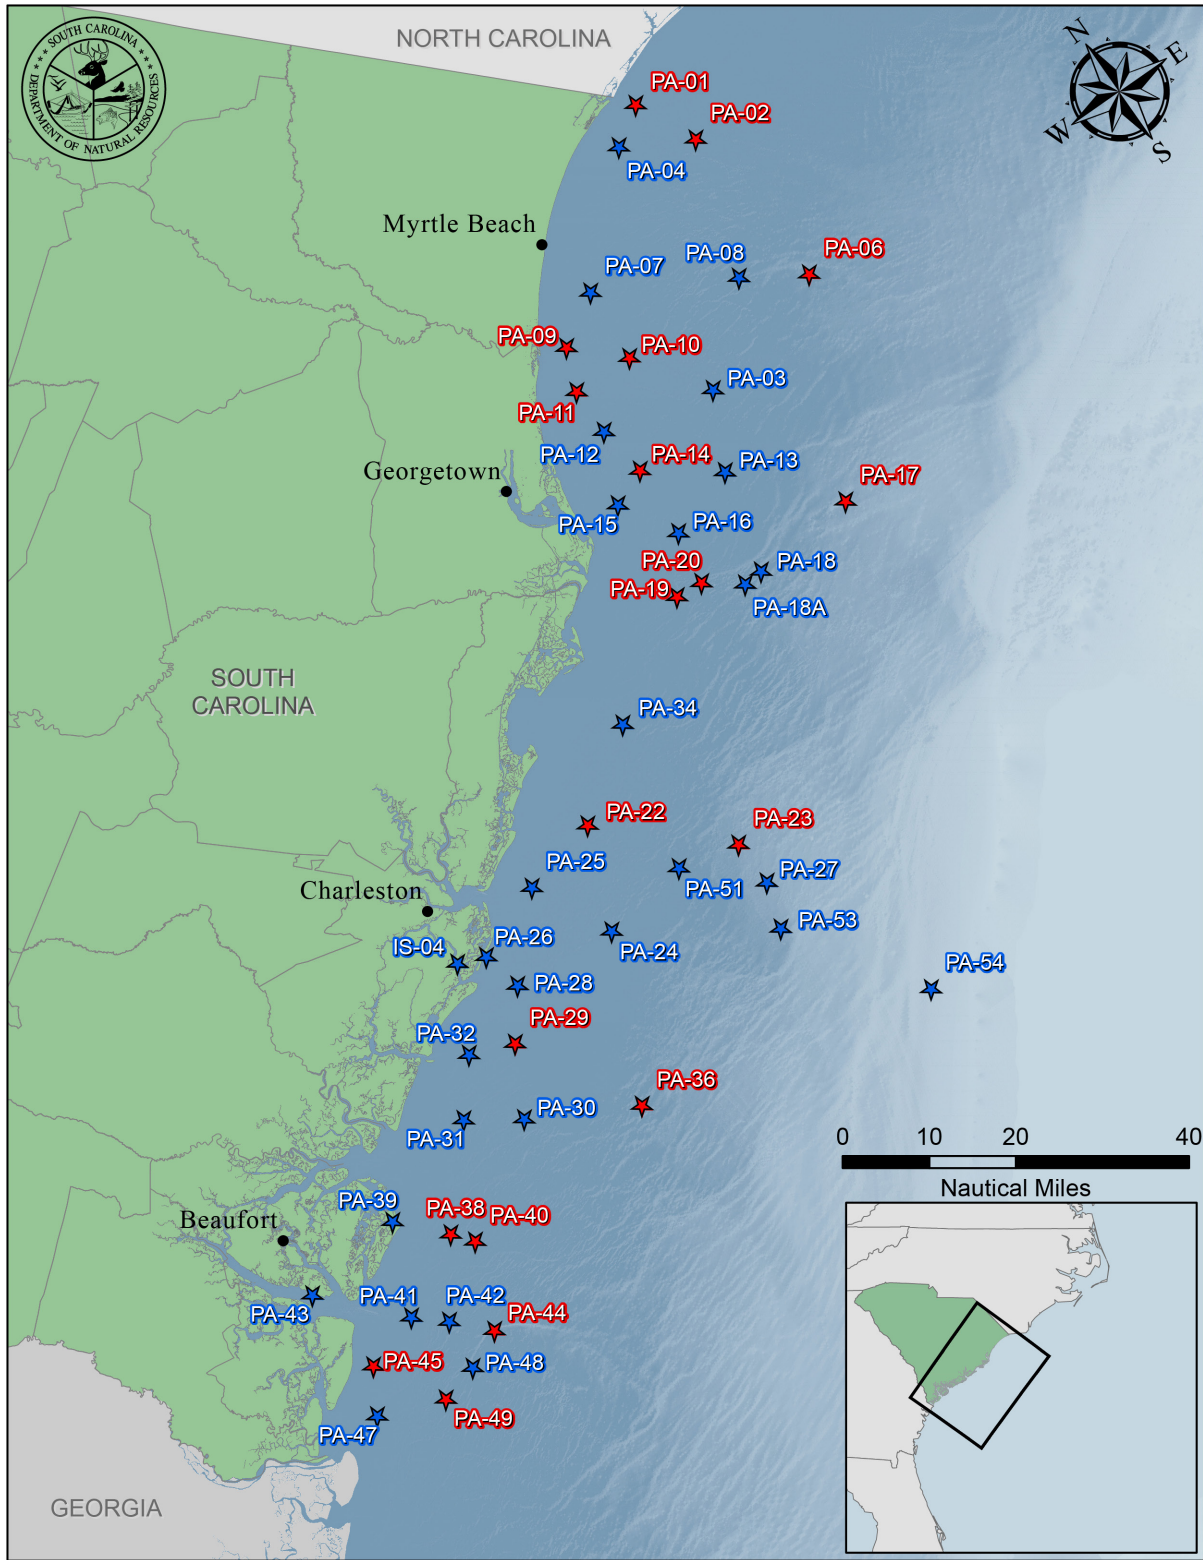 SOUTH CAROLINA
DEPARTMENT OF NATURAL RESOURCES
NORTH CAROLINA
N
E
W
S
PA-01
PA-02
PA-04
Myrtle Beach
PA-08
PA-06
PA-07
PA-09
PA-10
PA-03
PA-11
PA-12
PA-14
PA-13
Georgetown
PA-17
PA-15
PA-16
PA-20
PA-18
PA-19
PA-18A
SOUTH
CAROLINA
PA-34
PA-22
PA-23
PA-25
PA-51
PA-27
Charleston
PA-53
PA-26
IS-04
PA-24
PA-54
PA-28
PA-29
PA-32
PA-36
PA-30
PA-31
0 10 20 40
Nautical Miles
PA-39
PA-38
PA-40
Beaufort
PA-41
PA-42
PA-43
PA-44
PA-45
PA-48
PA-49
PA-47
GEORGIA